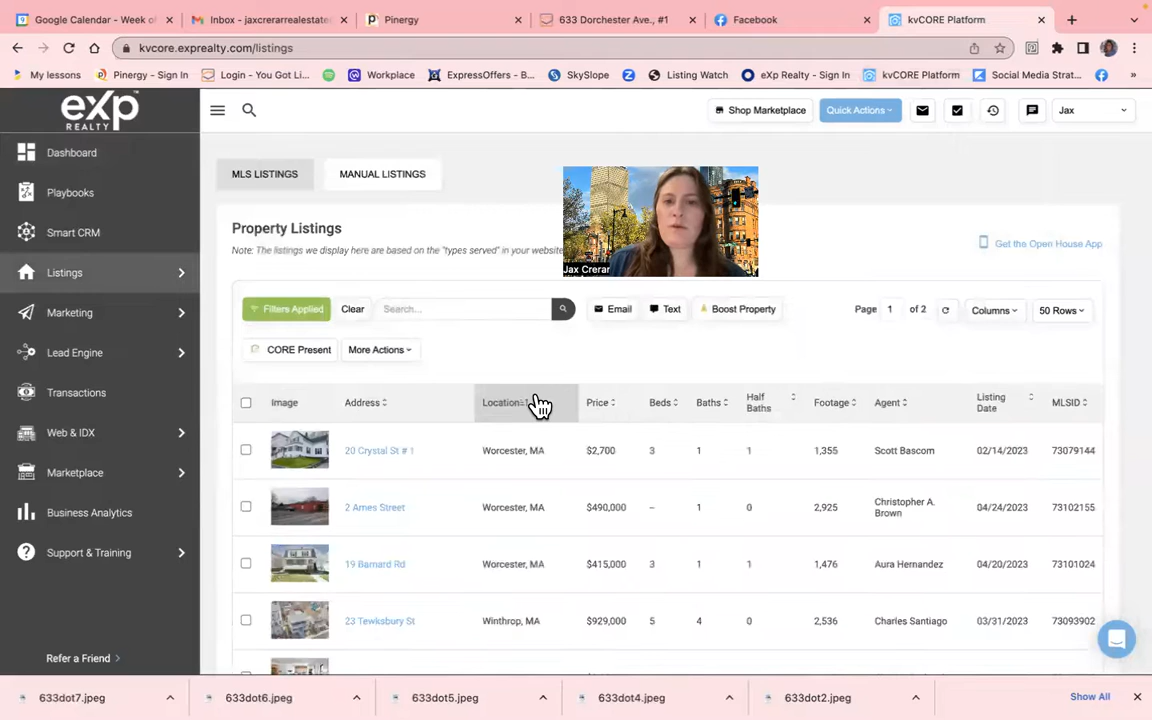 Google Calendar - Week of
Inbox - jaxcrerarrealestate
Pinergy
633 Dorchester Ave., #1
Facebook
kvCORE Platform
kvcore.exprealty.com/listings
My lessons
Pinergy - Sign In
Login - You Got Li...
Workplace
ExpressOffers - B...
SkySlope
Listing Watch
eXp Realty - Sign In
kvCORE Platform
Social Media Strat...
»
eXp
REALTY
Shop Marketplace
Quick Actions
Jax
Dashboard
Playbooks
Smart CRM
Listings
Marketing
Lead Engine
Transactions
Web & IDX
Marketplace
Business Analytics
Support & Training
Refer a Friend
MLS LISTINGS
MANUAL LISTINGS
Property Listings
Note: The listings we display here are based on the "types served" in your website
Get the Open House App
Jax Crerar
Filters Applied
Clear
Search...
Email
Text
Boost Property
Page 1 of 2
Columns
50 Rows
CORE Present
More Actions
Image Address Location Price Beds Baths Half Baths Footage Agent Listing Date MLSID
20 Crystal St # 1 Worcester, MA $2,700 3 1 1 1,355 Scott Bascom 02/14/2023 73079144
2 Ames Street Worcester, MA $490,000 – 1 0 2,925 Christopher A. Brown 04/24/2023 73102155
19 Barnard Rd Worcester, MA $415,000 3 1 1 1,476 Aura Hernandez 04/20/2023 73101024
23 Tewksbury St Winthrop, MA $929,000 5 4 0 2,536 Charles Santiago 03/31/2023 73093902
633dot7.jpeg
633dot6.jpeg
633dot5.jpeg
633dot4.jpeg
633dot2.jpeg
Show All